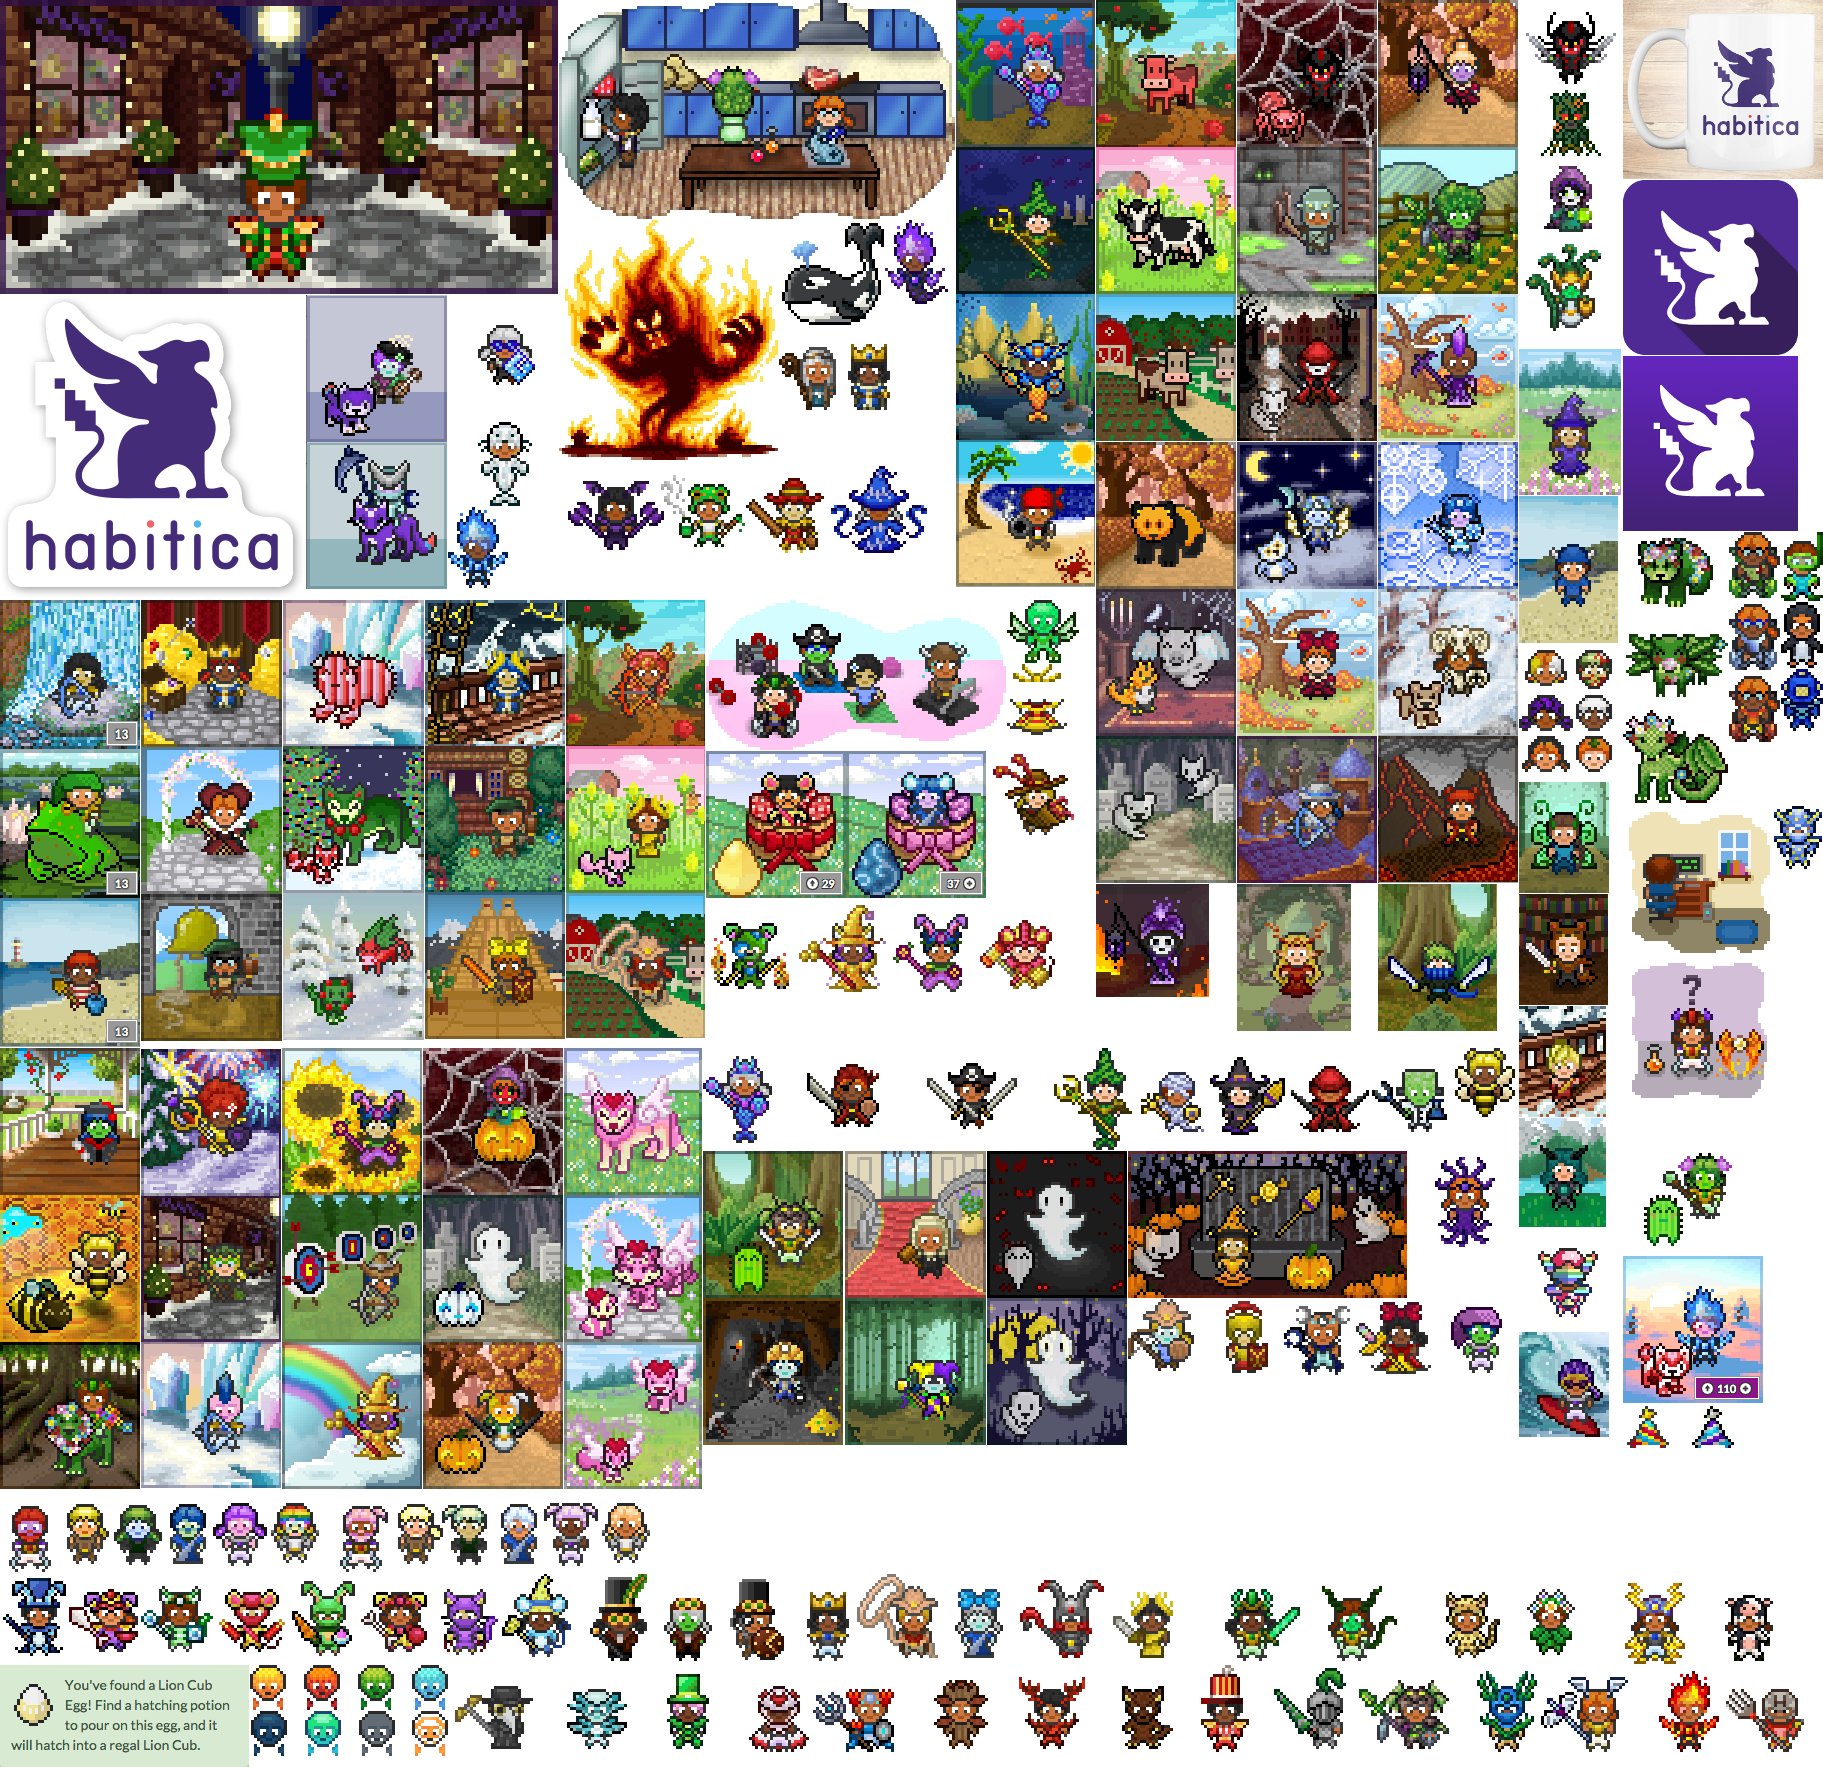 habitica
habitica
13
13
29
37
13
?
110
You've found a Lion Cub
Egg! Find a hatching potion
to pour on this egg, and it
will hatch into a regal Lion Cub.